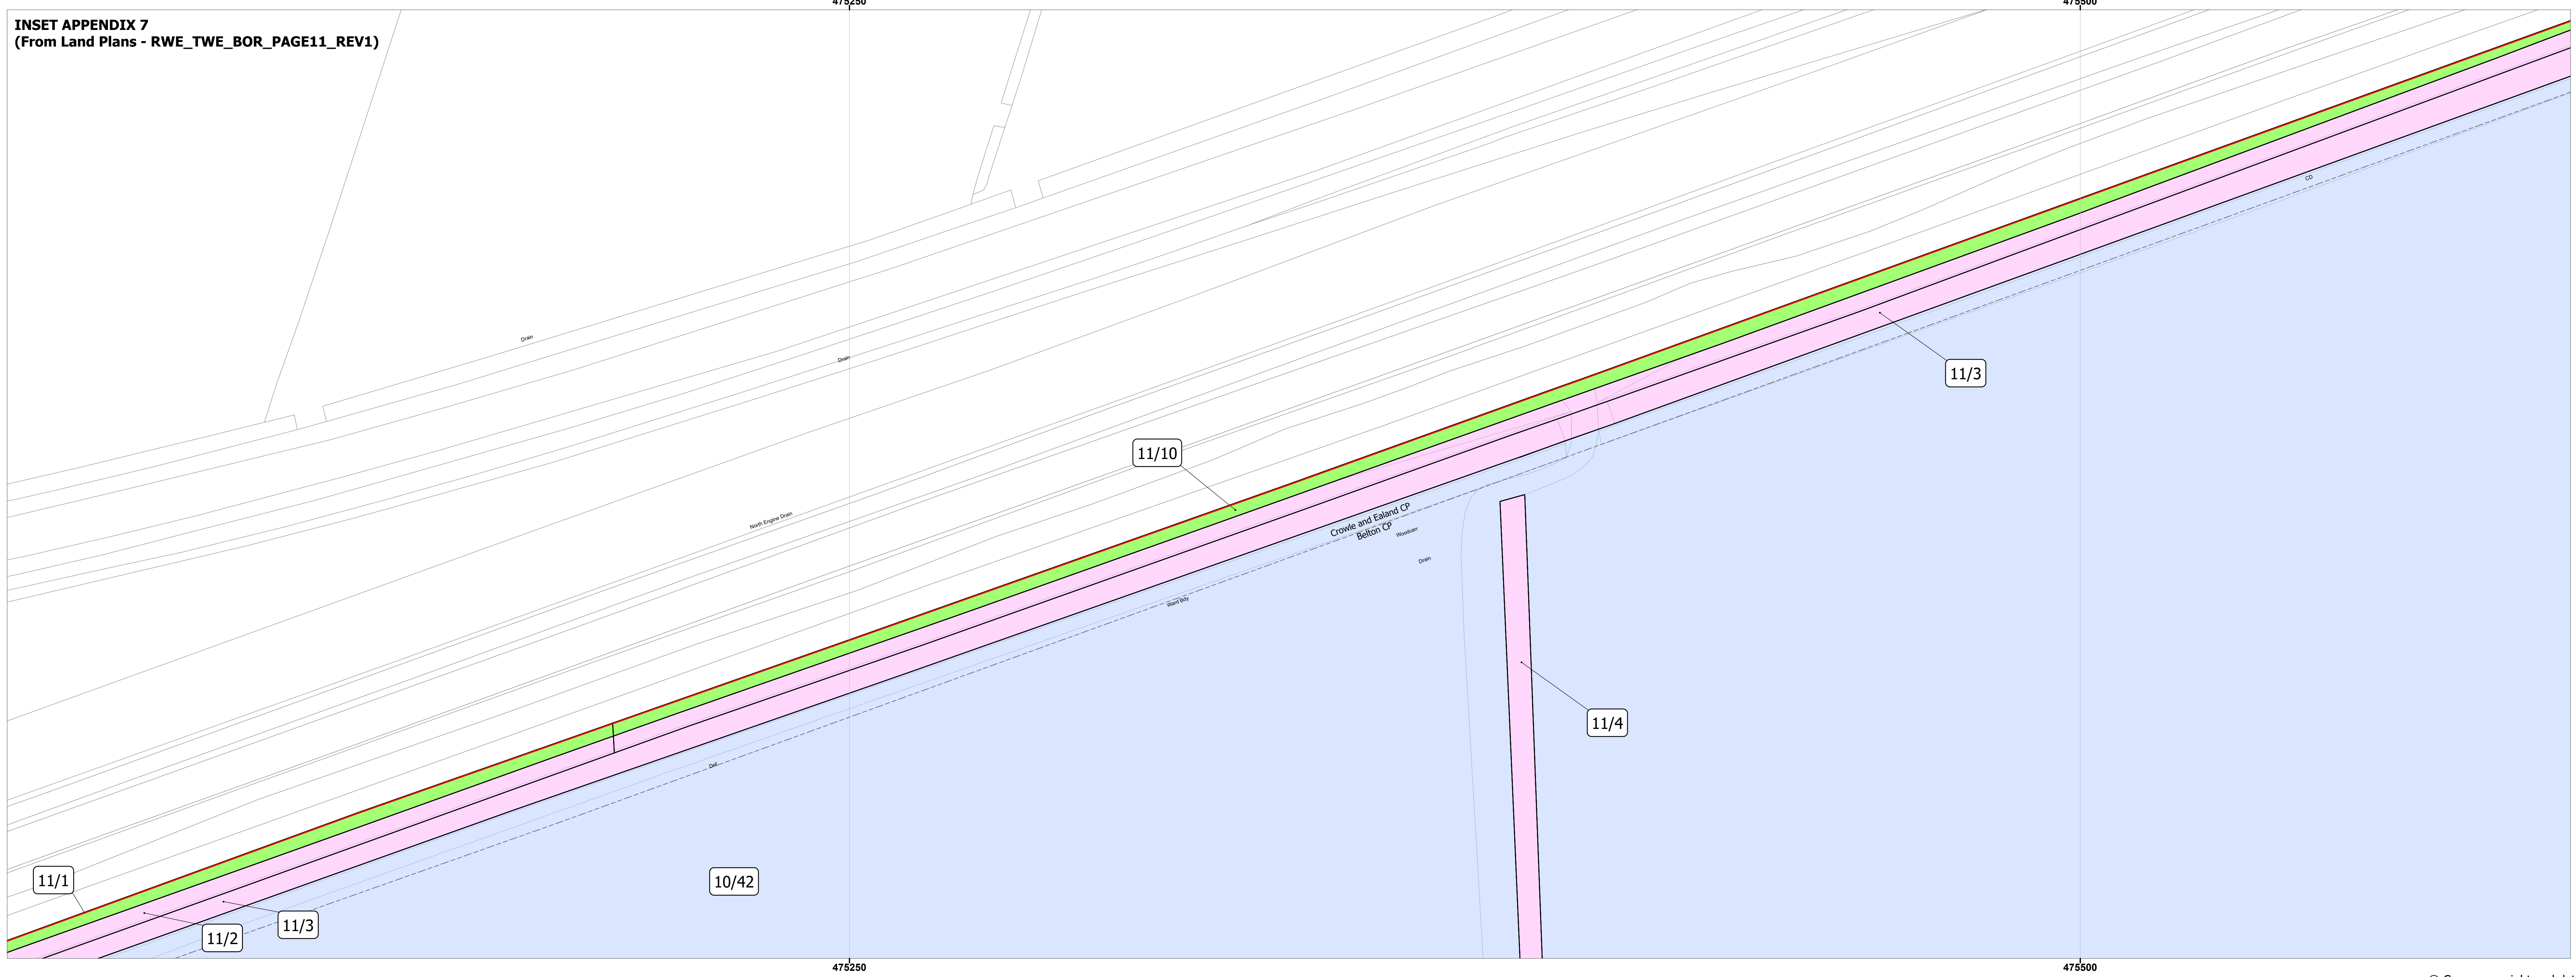 475250
475500
INSET APPENDIX 7
(From Land Plans - RWE_TWE_BOR_PAGE11_REV1)
CD
Drain
Drain
11/3
11/10
North Engine Drain
Crowle and Ealand CP
Belton CP
Woodcarr
Drain
Ward Bdy
11/4
Def
11/1
10/42
11/3
11/2
475250
475500